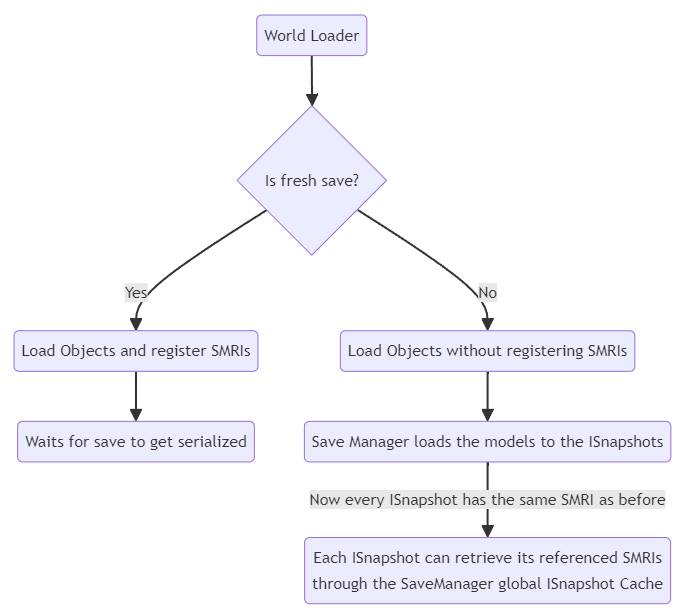 World Loader
Is fresh save?
Yes
No
Load Objects and register SMRIs
Load Objects without registering SMRIs
Waits for save to get serialized
Save Manager loads the models to the ISnapshots
Now every ISnapshot has the same SMRI as before
Each ISnapshot can retrieve its referenced SMRIs
through the SaveManager global ISnapshot Cache